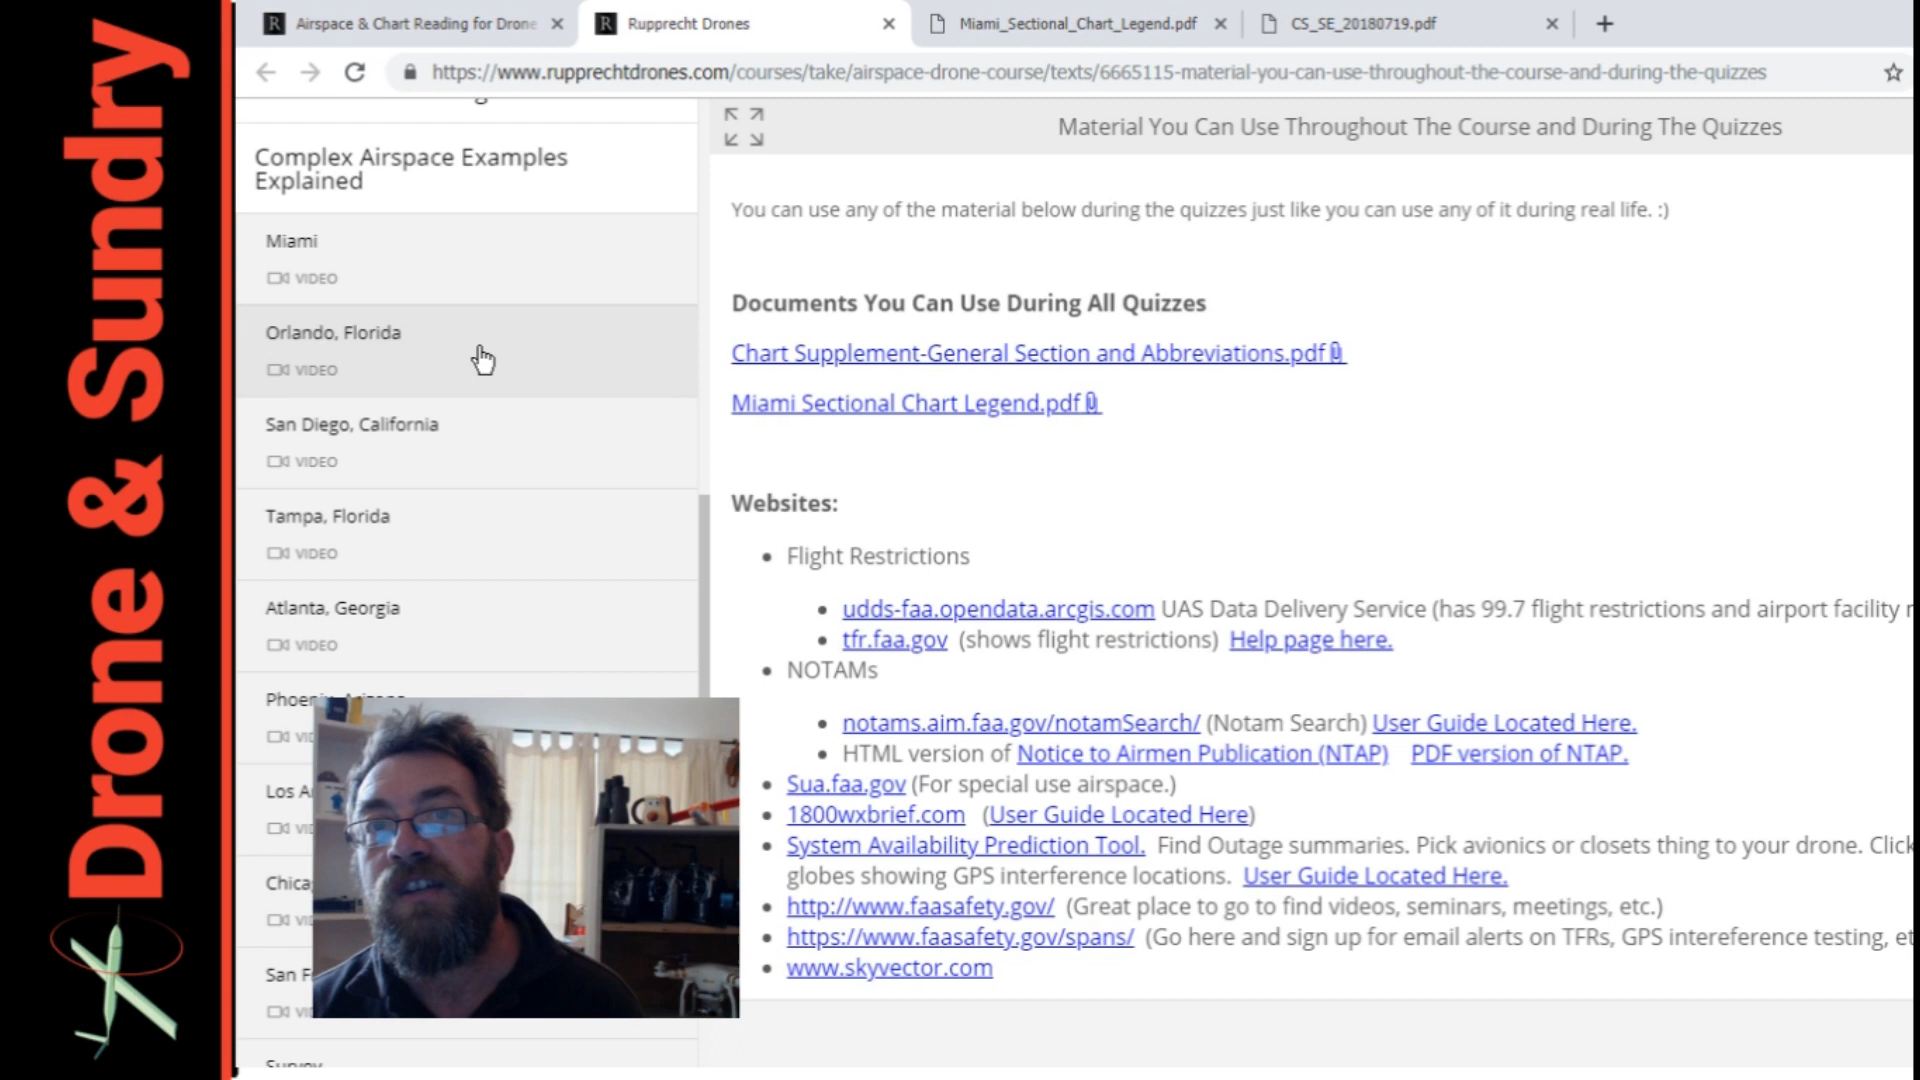 Drone & Sundry
Airspace & Chart Reading for Drone
Rupprecht Drones
Miami_Sectional_Chart_Legend.pdf
CS_SE_20180719.pdf
https://www.rupprechtdrones.com/courses/take/airspace-drone-course/texts/6665115-material-you-can-use-throughout-the-course-and-during-the-quizzes
Complex Airspace Examples
Explained
Miami
VIDEO
Orlando, Florida
VIDEO
San Diego, California
VIDEO
Tampa, Florida
VIDEO
Atlanta, Georgia
VIDEO
Material You Can Use Throughout The Course and During The Quizzes
You can use any of the material below during the quizzes just like you can use any of it during real life. :)
Documents You Can Use During All Quizzes
Chart Supplement-General Section and Abbreviations.pdf
Miami Sectional Chart Legend.pdf
Websites:
Flight Restrictions
udds-faa.opendata.arcgis.com UAS Data Delivery Service (has 99.7 flight restrictions and airport facility
tfr.faa.gov (shows flight restrictions) Help page here.
NOTAMs
notams.aim.faa.gov/notamSearch/ (Notam Search) User Guide Located Here.
HTML version of Notice to Airmen Publication (NTAP) PDF version of NTAP.
Sua.faa.gov (For special use airspace.)
1800wxbrief.com (User Guide Located Here)
System Availability Prediction Tool. Find Outage summaries. Pick avionics or closets thing to your drone. Click
globes showing GPS interference locations. User Guide Located Here.
http://www.faasafety.gov/ (Great place to go to find videos, seminars, meetings, etc.)
https://www.faasafety.gov/spans/ (Go here and sign up for email alerts on TFRs, GPS intereference testing, et
www.skyvector.com